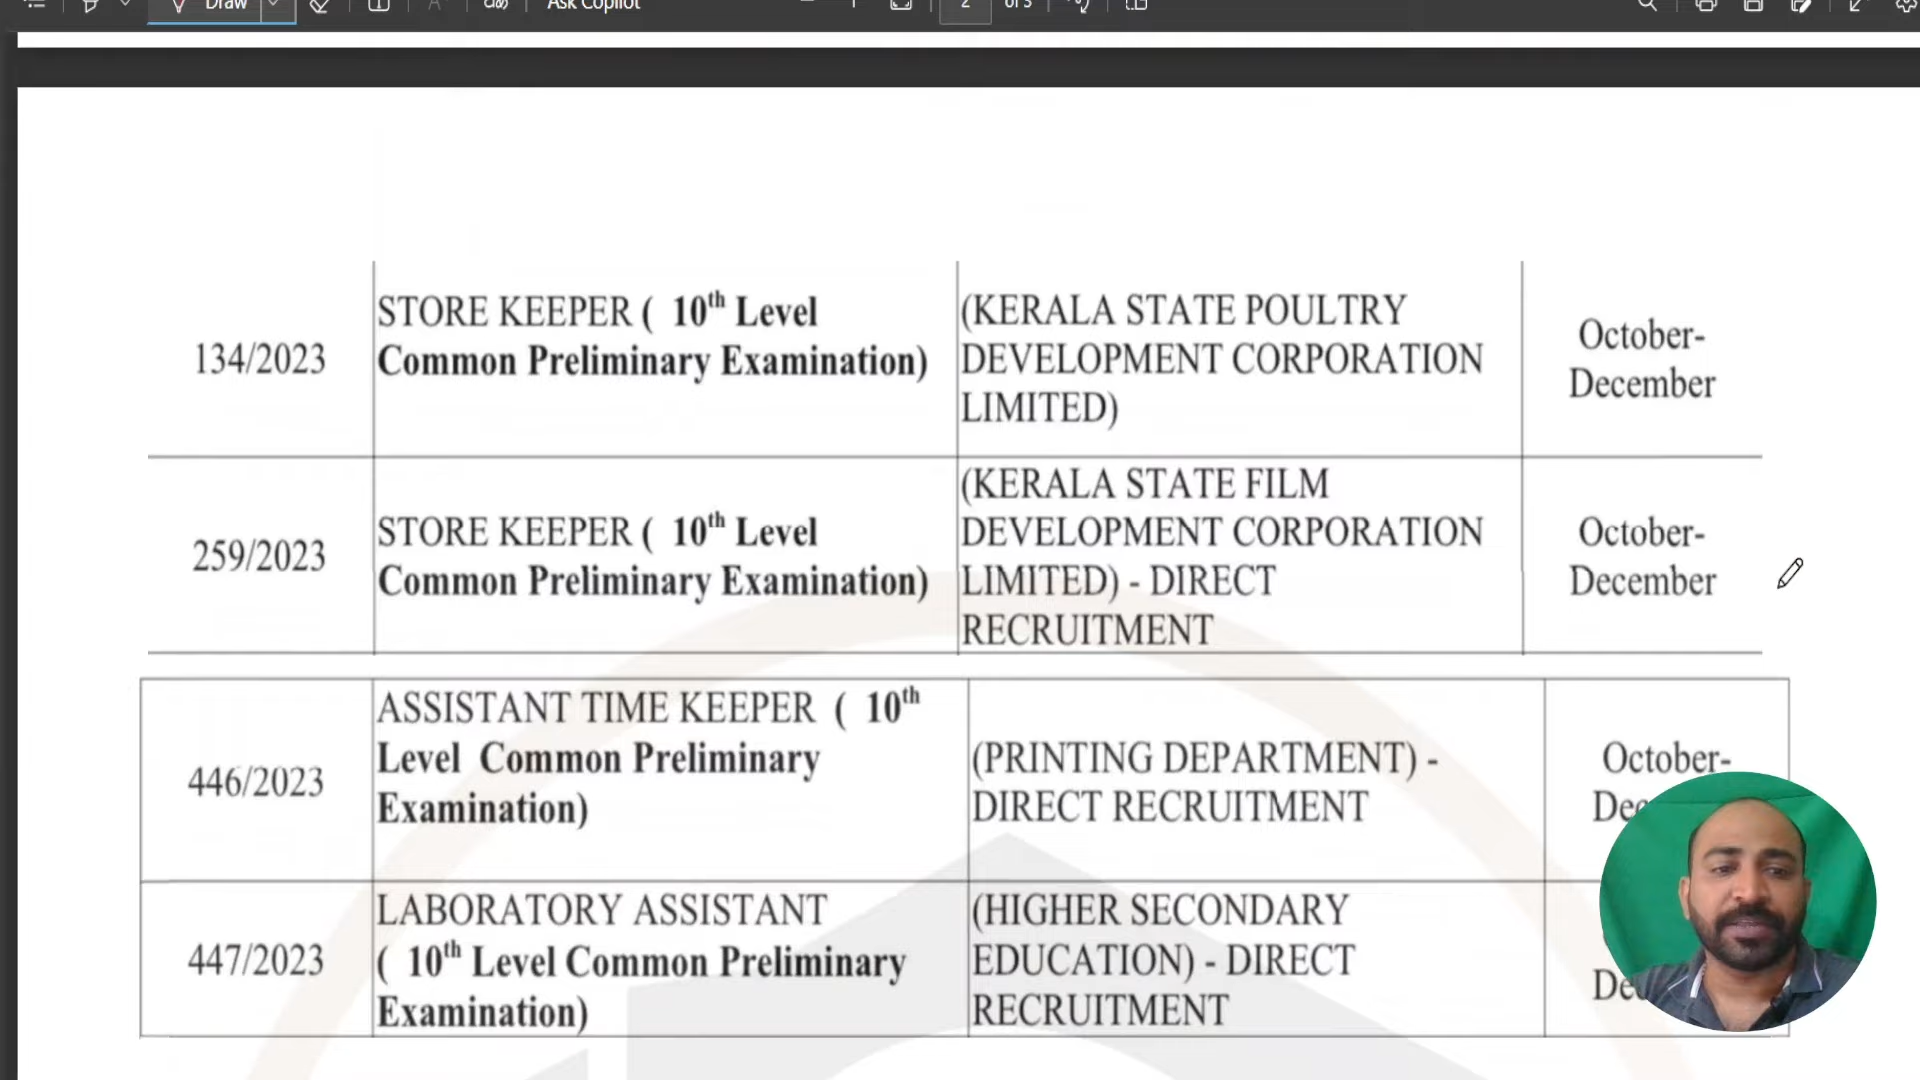 Draw
Ask Copilot
2
of 5
134/2023
STORE KEEPER ( 10th Level
Common Preliminary Examination)
(KERALA STATE POULTRY
DEVELOPMENT CORPORATION
LIMITED)
October-
December
259/2023
STORE KEEPER ( 10th Level
Common Preliminary Examination)
(KERALA STATE FILM
DEVELOPMENT CORPORATION
LIMITED) - DIRECT
RECRUITMENT
October-
December
446/2023
ASSISTANT TIME KEEPER ( 10th
Level Common Preliminary
Examination)
(PRINTING DEPARTMENT) -
DIRECT RECRUITMENT
October-
447/2023
LABORATORY ASSISTANT
( 10th Level Common Preliminary
Examination)
(HIGHER SECONDARY
EDUCATION) - DIRECT
RECRUITMENT